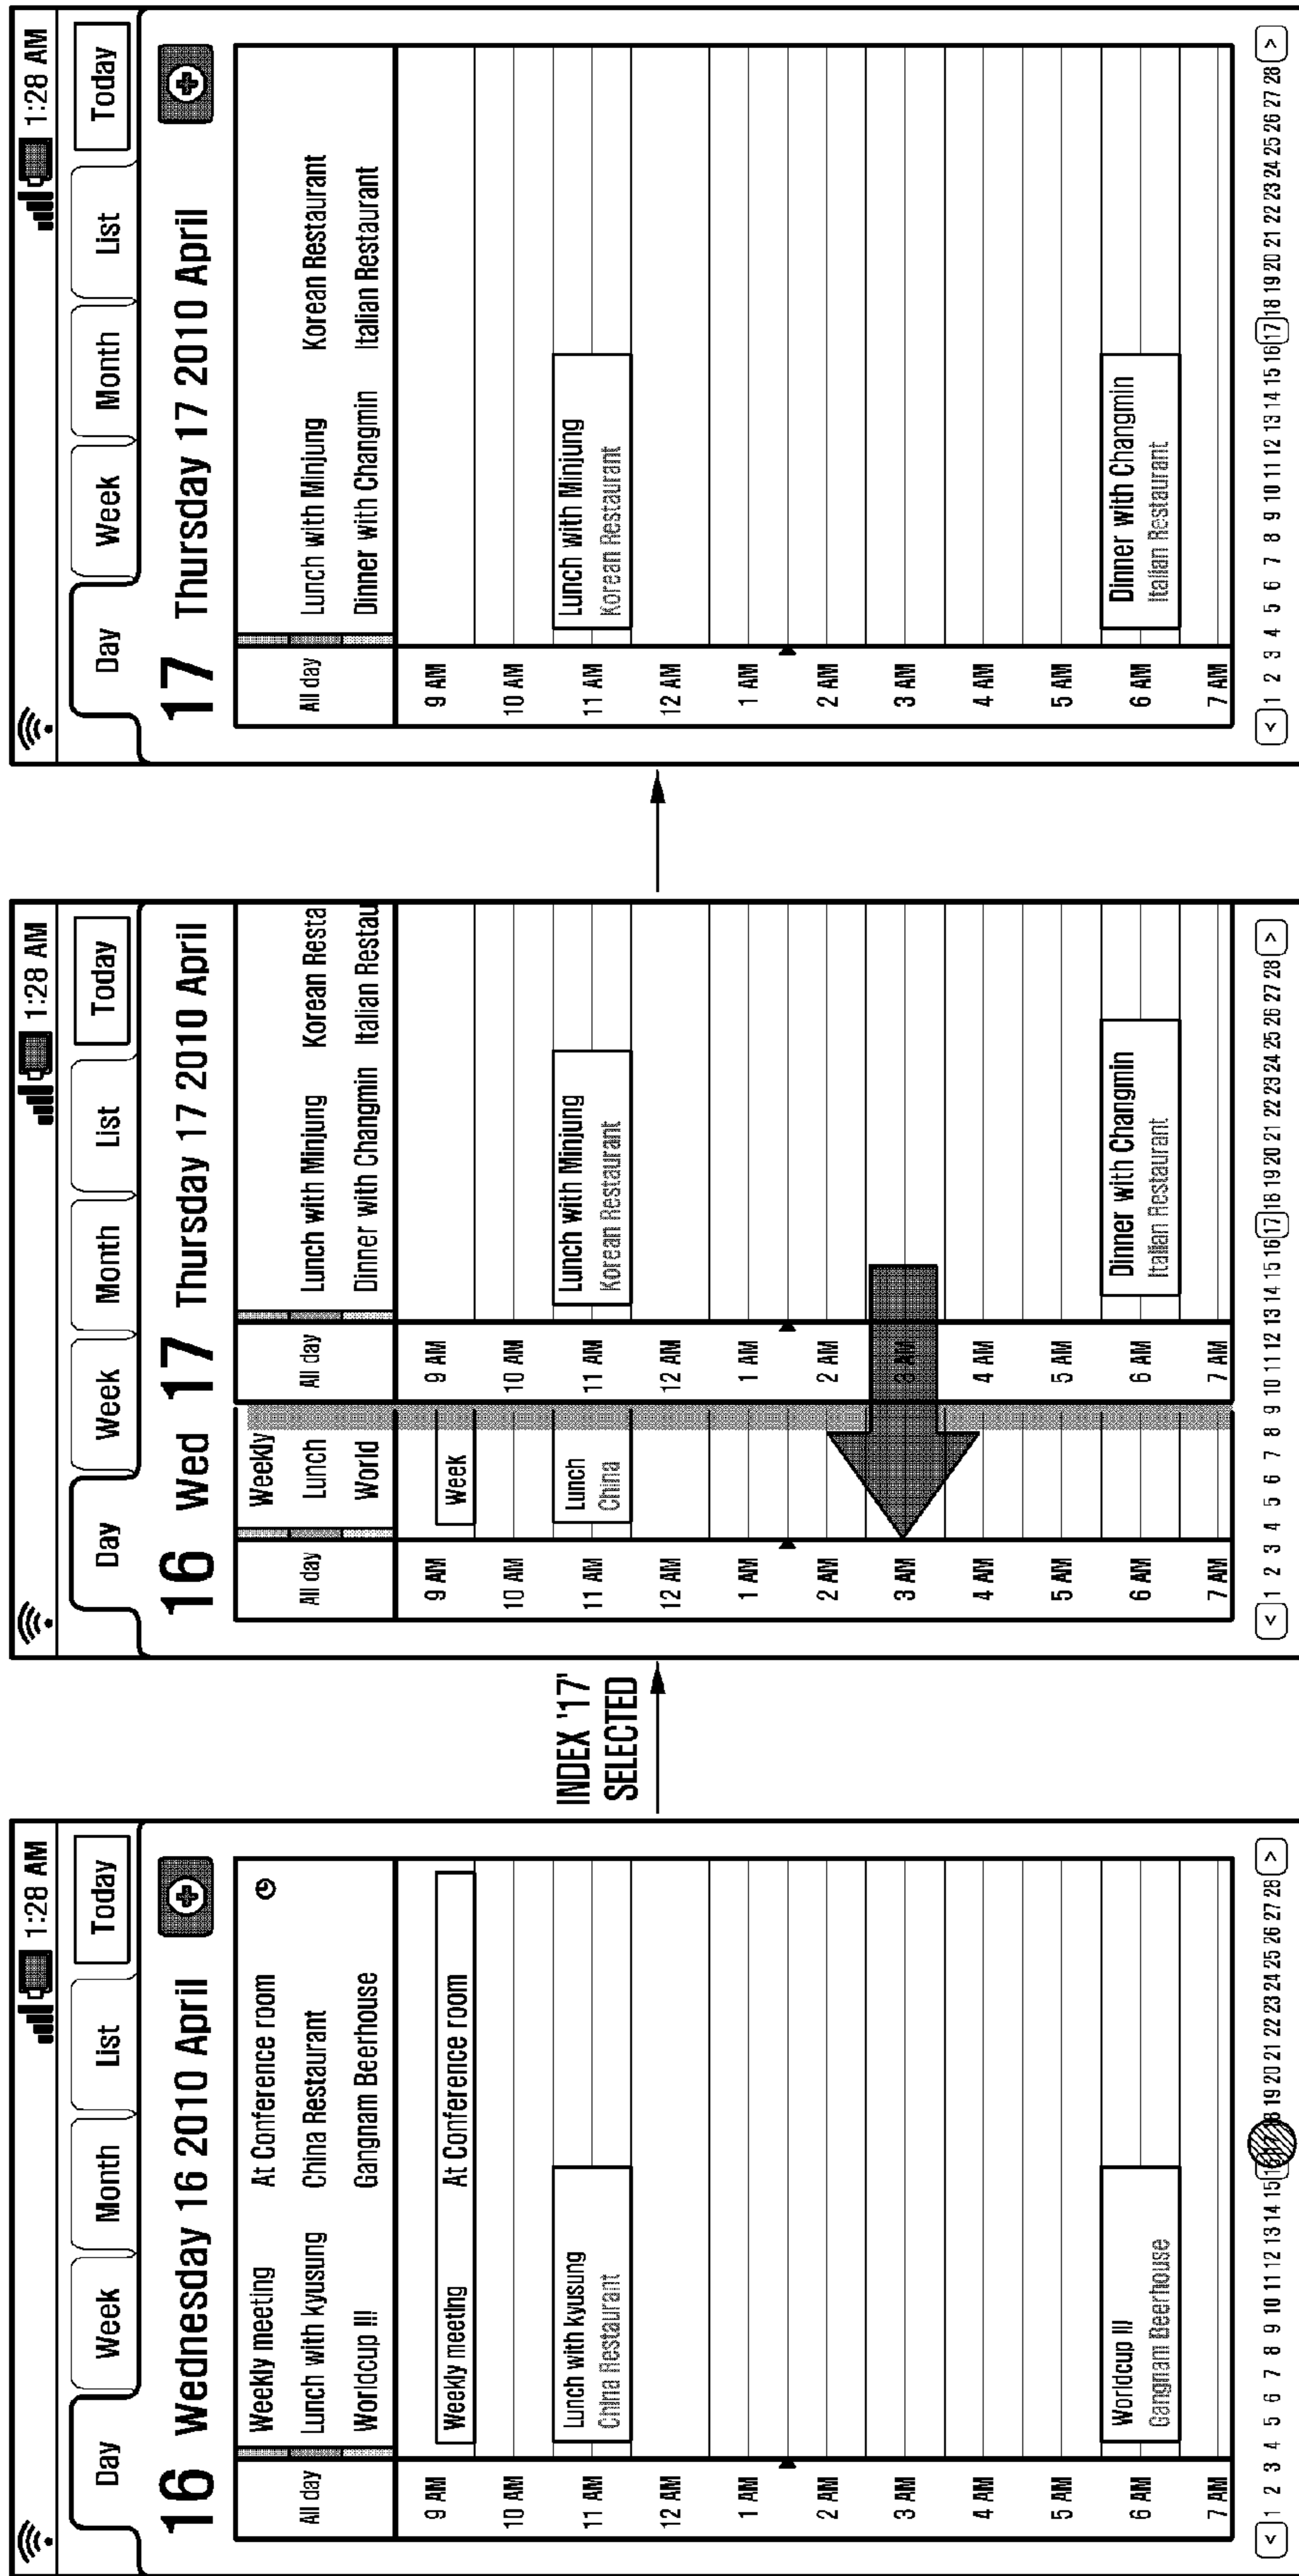 1:28 AM
Day Week Month List Today
16 Wednesday 16 2010 April
All day
Weekly meeting At Conference room
Lunch with kyusung China Restaurant
Worldcup III Gangnam Beerhouse
9 AM
Weekly meeting At Conference room
10 AM
11 AM
Lunch with kyusung
China Restaurant
12 AM
1 AM
2 AM
3 AM
4 AM
5 AM
6 AM
Worldcup III
Gangnam Beerhouse
7 AM
< 1 2 3 4 5 6 7 8 9 10 11 12 13 14 15 16 17 18 19 20 21 22 23 24 25 26 27 28 >
INDEX '17'
SELECTED
1:28 AM
Day Week Month List Today
16 Wed 17 Thursday 17 2010 April
All day
Weekly
Lunch
World
All day
Lunch with Minjung Korean Resta
Dinner with Changmin Italian Restau
9 AM
Week
9 AM
10 AM
10 AM
11 AM
Lunch
China
11 AM
Lunch with Minjung
Korean Restaurant
12 AM
12 AM
1 AM
1 AM
2 AM
2 AM
3 AM
3 AM
4 AM
4 AM
5 AM
5 AM
6 AM
6 AM
Dinner with Changmin
Italian Restaurant
7 AM
7 AM
< 1 2 3 4 5 6 7 8 9 10 11 12 13 14 15 16 17 18 19 20 21 22 23 24 25 26 27 28 >
1:28 AM
Day Week Month List Today
17 Thursday 17 2010 April
All day
Lunch with Minjung Korean Restaurant
Dinner with Changmin Italian Restaurant
9 AM
10 AM
11 AM
Lunch with Minjung
Korean Restaurant
12 AM
1 AM
2 AM
3 AM
4 AM
5 AM
6 AM
Dinner with Changmin
Italian Restaurant
7 AM
< 1 2 3 4 5 6 7 8 9 10 11 12 13 14 15 16 17 18 19 20 21 22 23 24 25 26 27 28 >